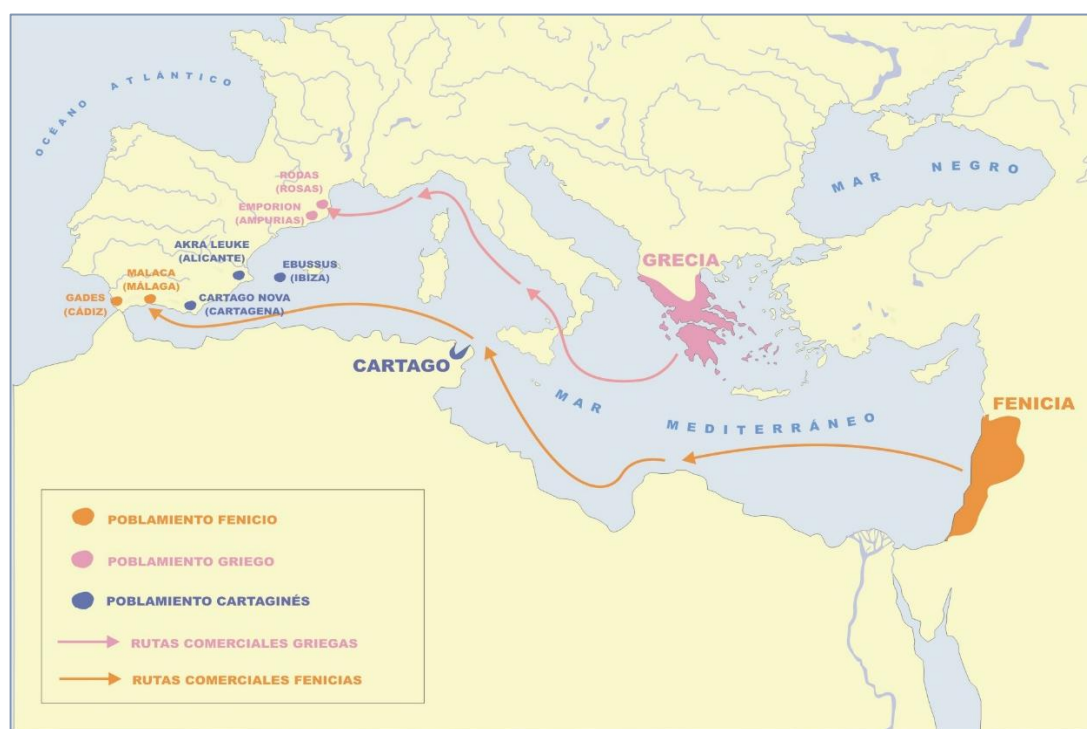 OCÉANO ATLÁNTICO
MAR NEGRO
RODAS
(ROSAS)
EMPORION
(AMPURIAS)
AKRA LEUKE
(ALICANTE)
EBUSSUS
(IBIZA)
MALACA
(MÁLAGA)
GADES
(CÁDIZ)
CARTAGO NOVA
(CARTAGENA)
GRECIA
CARTAGO
MAR MEDITERRÁNEO
FENICIA
POBLAMIENTO FENICIO
POBLAMIENTO GRIEGO
POBLAMIENTO CARTAGINÉS
RUTAS COMERCIALES GRIEGAS
RUTAS COMERCIALES FENICIAS